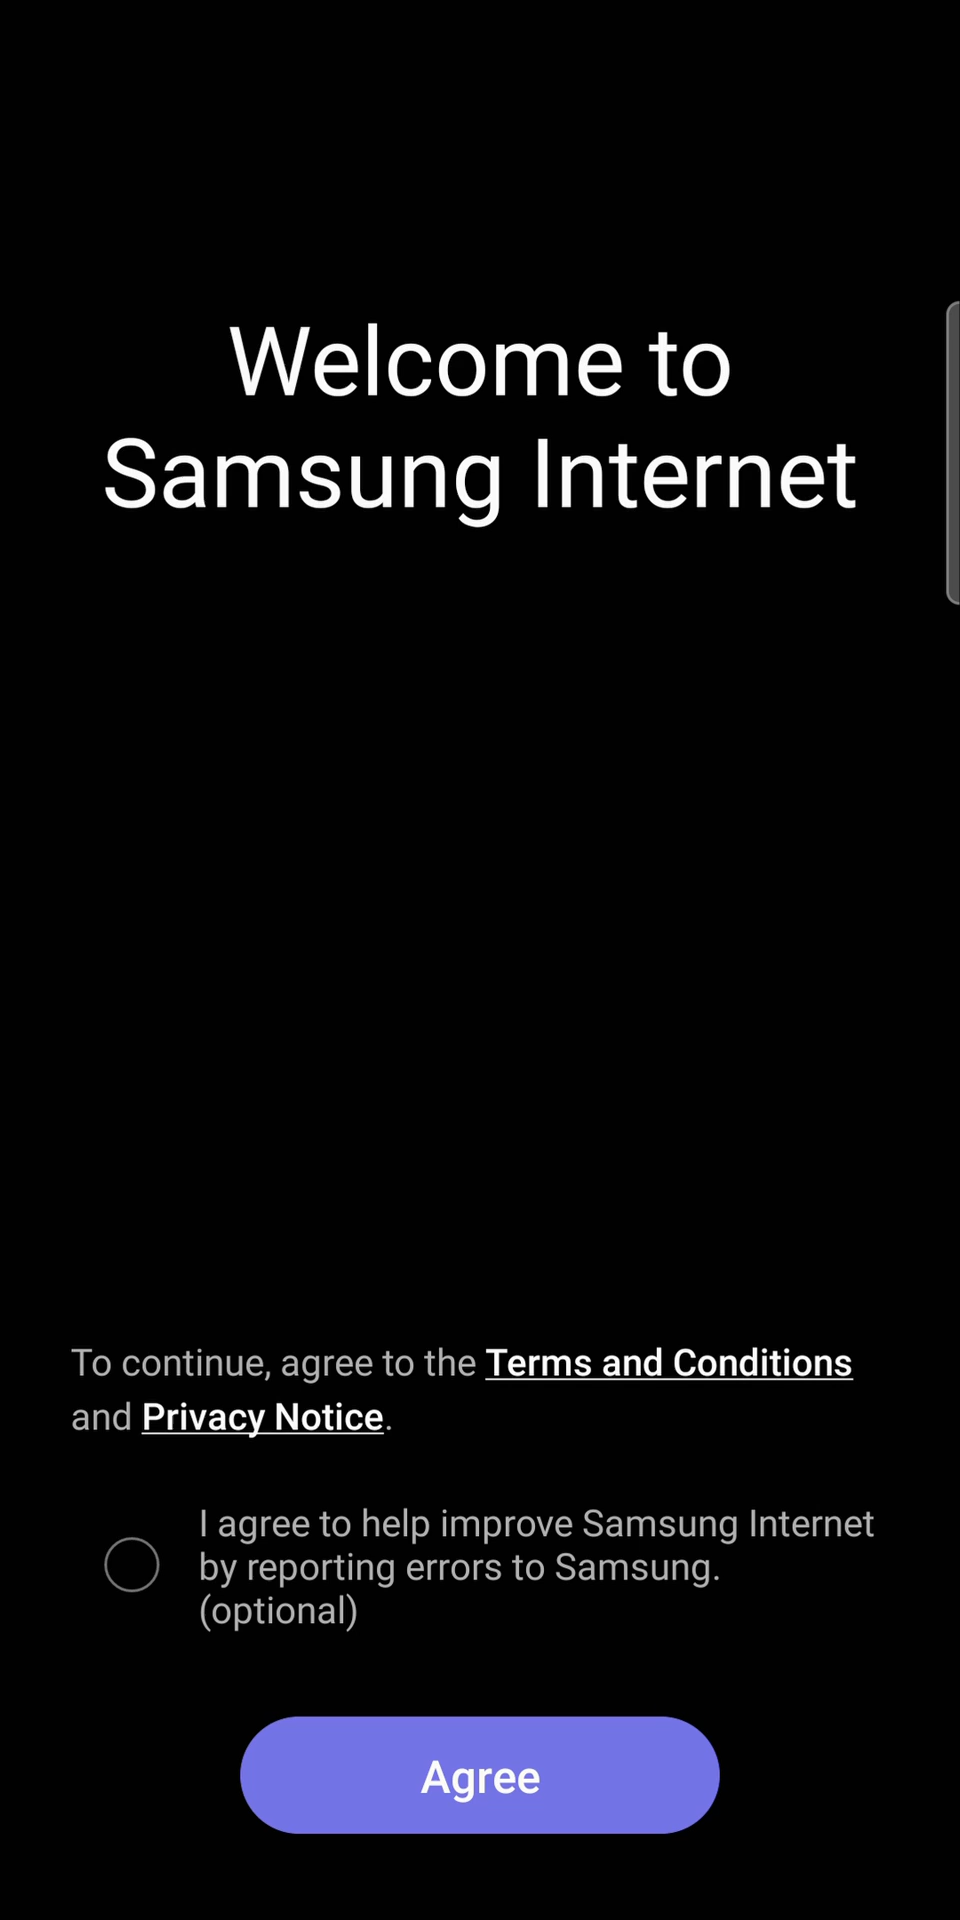 Welcome to
Samsung Internet
To continue, agree to the Terms and Conditions
and Privacy Notice.
I agree to help improve Samsung Internet
by reporting errors to Samsung.
(optional)
Agree